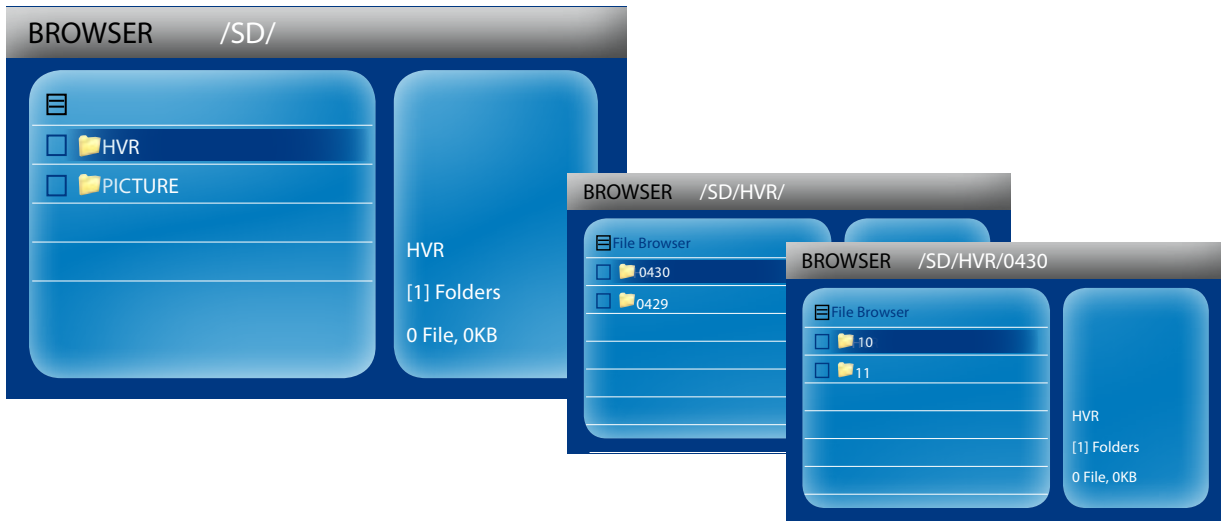 BROWSER /SD/
HVR
PICTURE
HVR
[1] Folders
0 File, 0KB
BROWSER /SD/HVR/
File Browser
0430
0429
BROWSER /SD/HVR/0430
File Browser
10
11
HVR
[1] Folders
0 File, 0KB